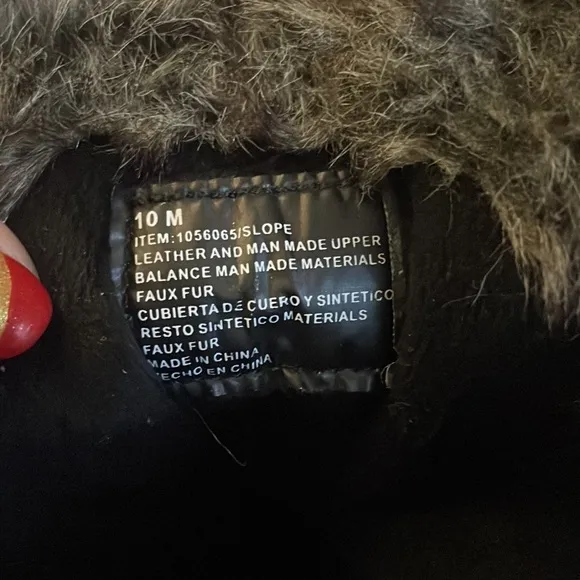 10 M
ITEM:1056065/SLOPE
LEATHER AND MAN MADE UPPER
BALANCE MAN MADE MATERIALS
FAUX FUR
CUBIERTA DE CUERO Y SINTETICO
RESTO SINTETICO MATERIALS
FAUX FUR
MADE IN CHINA
HECHO EN CHINA